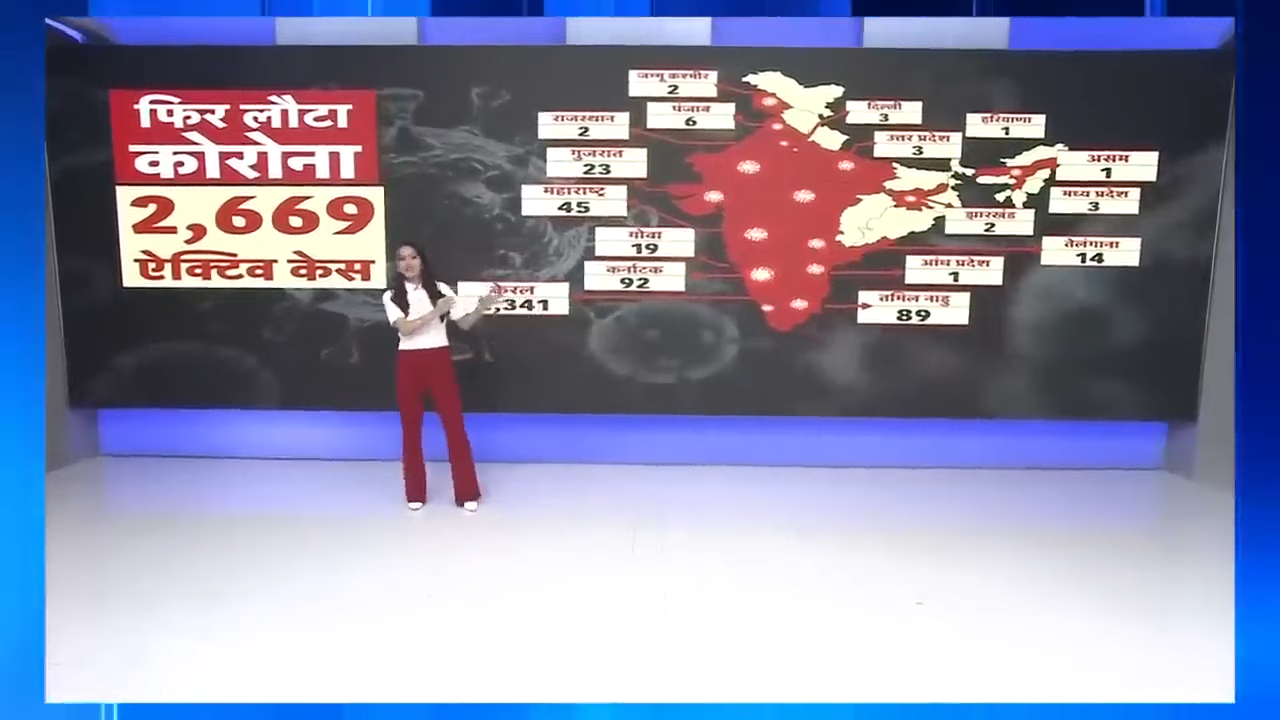 फिर लौटा
कोरोना
2,669
ऐक्टिव केस
जम्मू कश्मीर
2
पंजाब
6
राजस्थान
2
गुजरात
23
महाराष्ट्र
45
गोवा
19
कर्नाटक
92
केरल
,341
दिल्ली
3
उत्तर प्रदेश
3
हरियाणा
1
असम
1
मध्य प्रदेश
3
झारखंड
2
तेलंगाना
14
आंध्र प्रदेश
1
तमिल नाडु
89